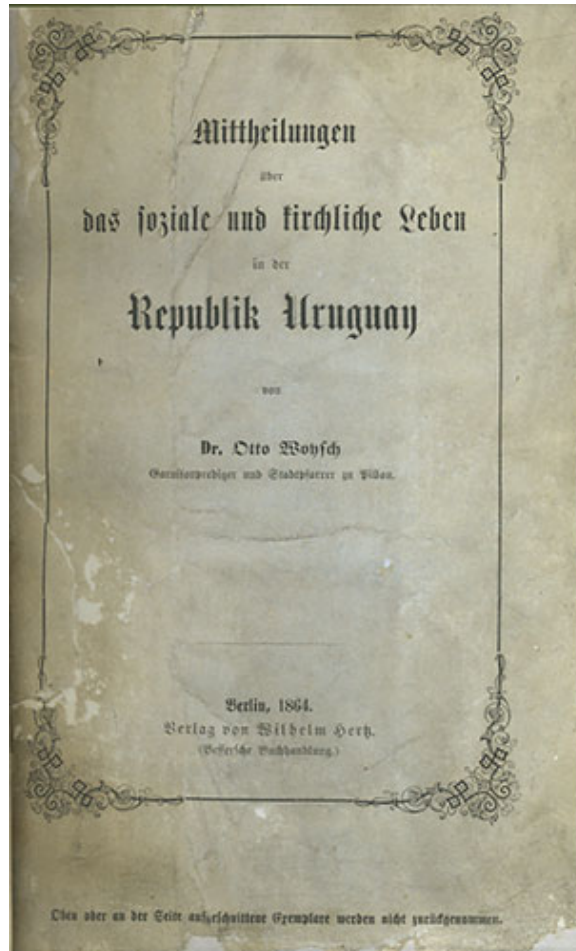 Mittheilungen
über
das soziale und kirchliche Leben
in der
Republik Uruguay
von
Dr. Otto Woysch
Garnisonprediger und Stadtpfarrer zu Pillau.
Berlin, 1864.
Verlag von Wilhelm Hertz.
(Bessersche Buchhandlung.)
Oben oder an der Seite aufgeschnittene Exemplare werden nicht zurückgenommen.